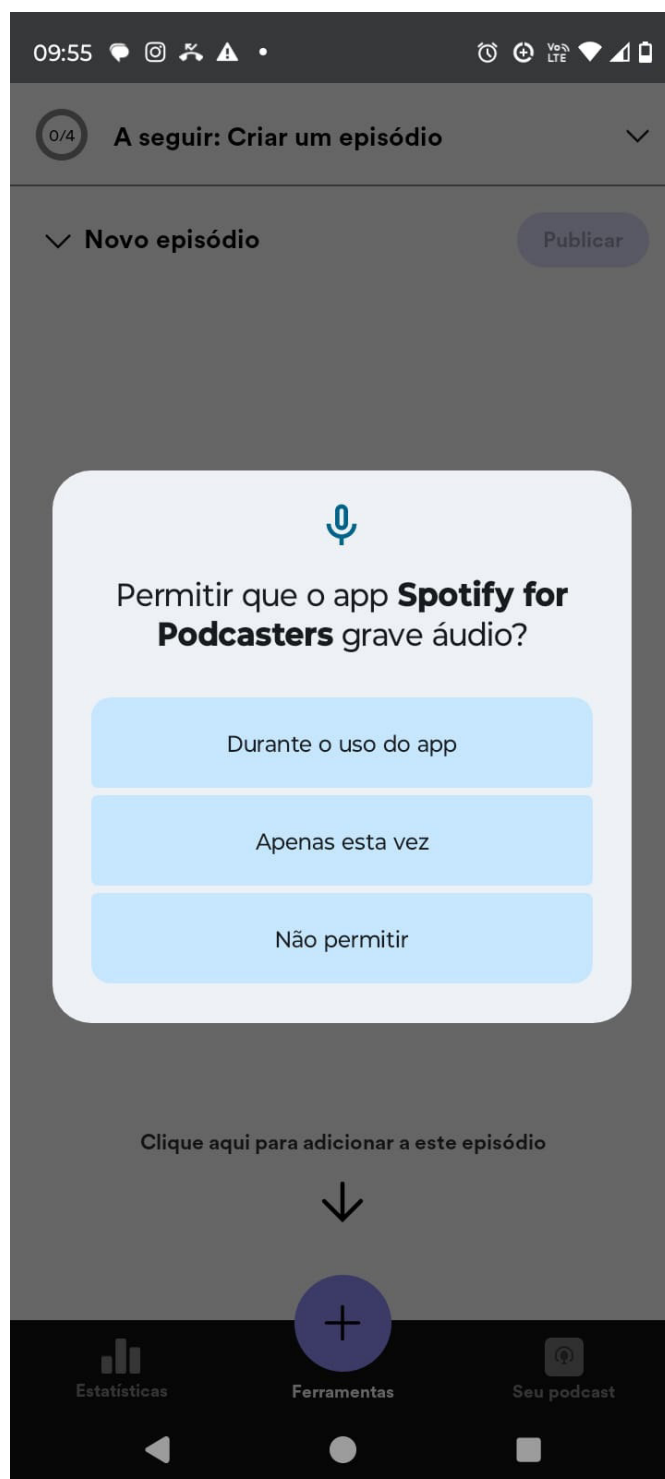 09:55
Vo))
LTE
0/4 A seguir: Criar um episódio
Novo episódio Publicar
Permitir que o app Spotify for
Podcasters grave áudio?
Durante o uso do app
Apenas esta vez
Não permitir
Clique aqui para adicionar a este episódio
Estatísticas Ferramentas Seu podcast